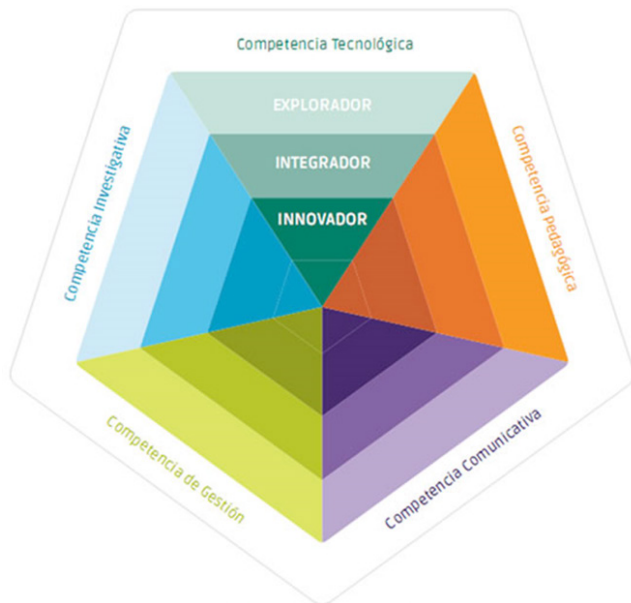 Competencia Tecnológica
EXPLORADOR
INTEGRADOR
INNOVADOR
Competencia Investigativa
Competencia Pedagógica
Competencia de Gestión
Competencia Comunicativa